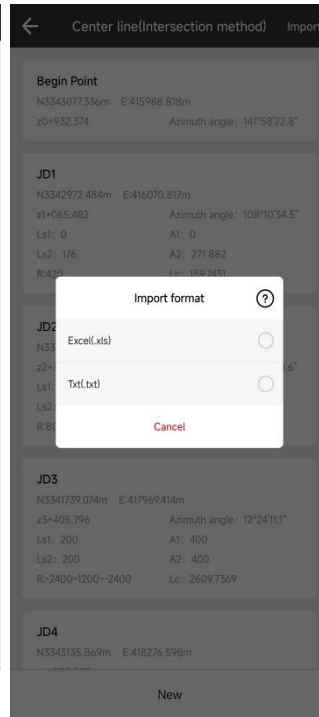 Center line(Intersection method) Import
Begin Point
N3343077.336m E:415988.818m
z0+932.374 Azimuth angle: 141°58'22.8"
JD1
N3342972.484m E:416070.817m
z1+065.482 Azimuth angle: 108°10'34.5"
Ls1: 0 A1: 0
Ls2: 176 A2: 271.882
R:420 Lc: 159.7431
Import format ?
JD2
N33
Excel(.xls)
z2+
Ls1:
Txt(.txt)
Ls2:
R:80
Cancel
JD3
N3341739.074m E:417969.414m
z3+405.796 Azimuth angle: 12°24'11.1"
Ls1: 200 A1: 400
Ls2: 200 A2: 400
R:-2400-1200--2400 Lc: 2609.7369
JD4
N3343135.869m E:418276.598m
New